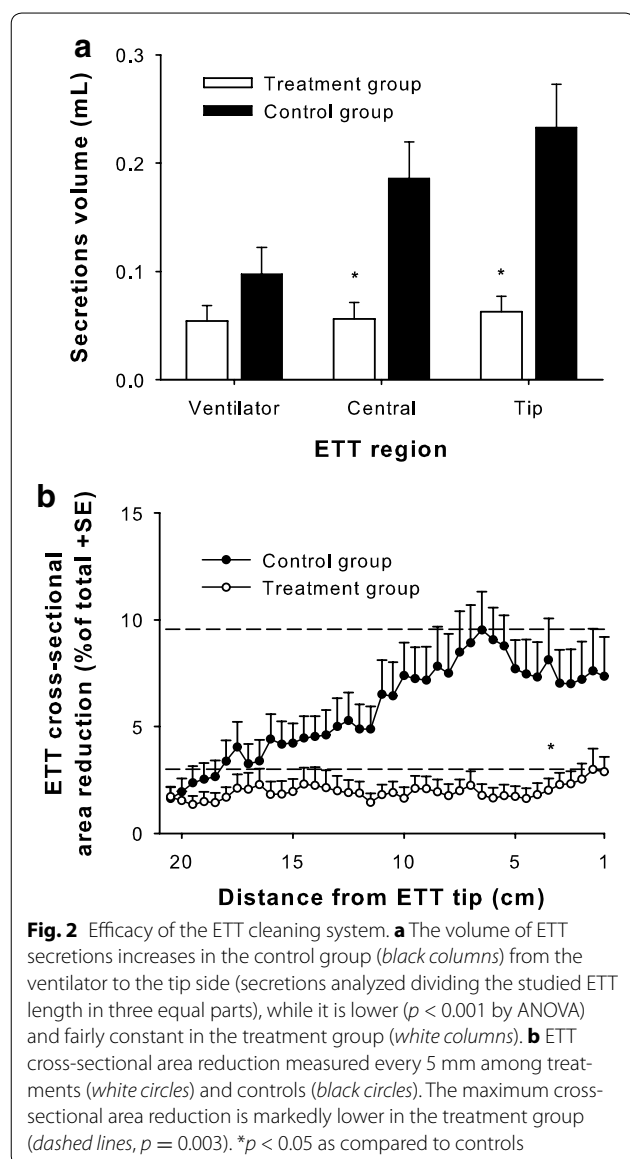 a
Secretions volume (mL)
Treatment group
Control group
0.3
0.2
0.1
0.0
*
*
Ventilator
Central
Tip
ETT region
b
ETT cross-sectional
area reduction (%of total +SE)
15
10
5
0
Control group
Treatment group
*
20
15
10
5
1
Distance from ETT tip (cm)
Fig. 2 Efficacy of the ETT cleaning system. a The volume of ETT
secretions increases in the control group (black columns) from the
ventilator to the tip side (secretions analyzed dividing the studied ETT
length in three equal parts), while it is lower (p < 0.001 by ANOVA)
and fairly constant in the treatment group (white columns). b ETT
cross-sectional area reduction measured every 5 mm among treat-
ments (white circles) and controls (black circles). The maximum cross-
sectional area reduction is markedly lower in the treatment group
(dashed lines, p = 0.003). *p < 0.05 as compared to controls